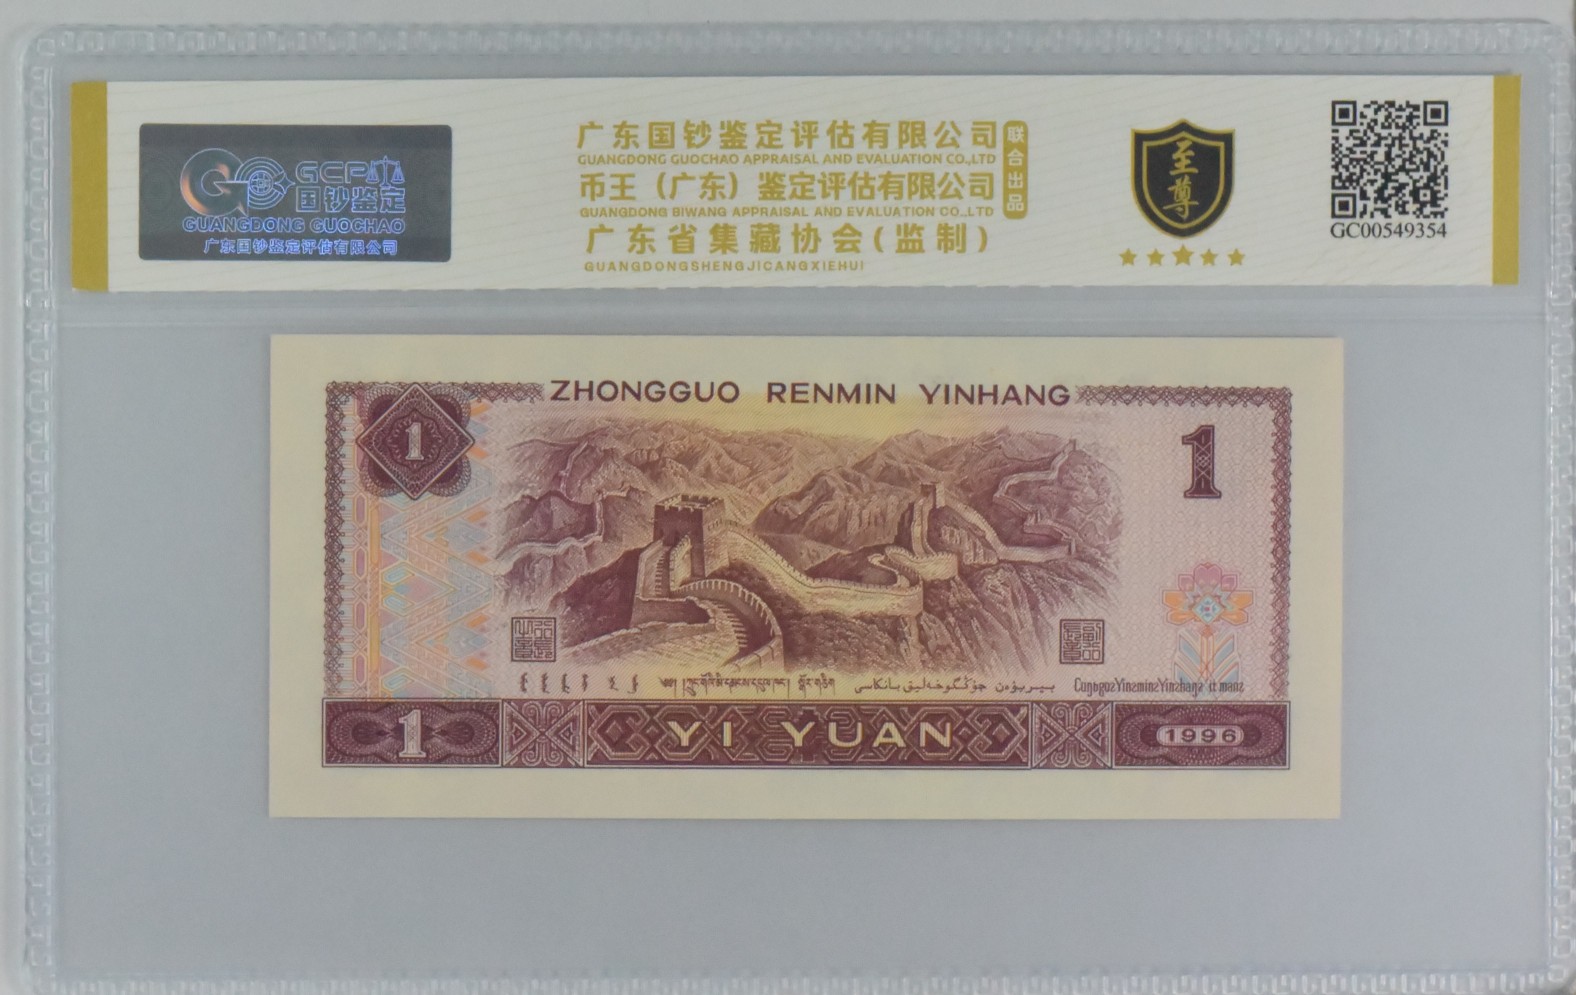 GCP
国钞鉴定
GUANGDONG GUOCHAO
广东国钞鉴定评估有限公司
广东国钞鉴定评估有限公司
GUANGDONG GUOCHAO APPRAISAL AND EVALUATION CO.,LTD
币王（广东）鉴定评估有限公司
GUANGDONG BIWANG APPRAISAL AND EVALUATION CO.,LTD
联合出品
广东省集藏协会(监制)
GUANGDONGSHENGJICANGXIEHUI
至尊
GC00549354
ZHONGGUO RENMIN YINHANG
1
1
1
YI YUAN
1996